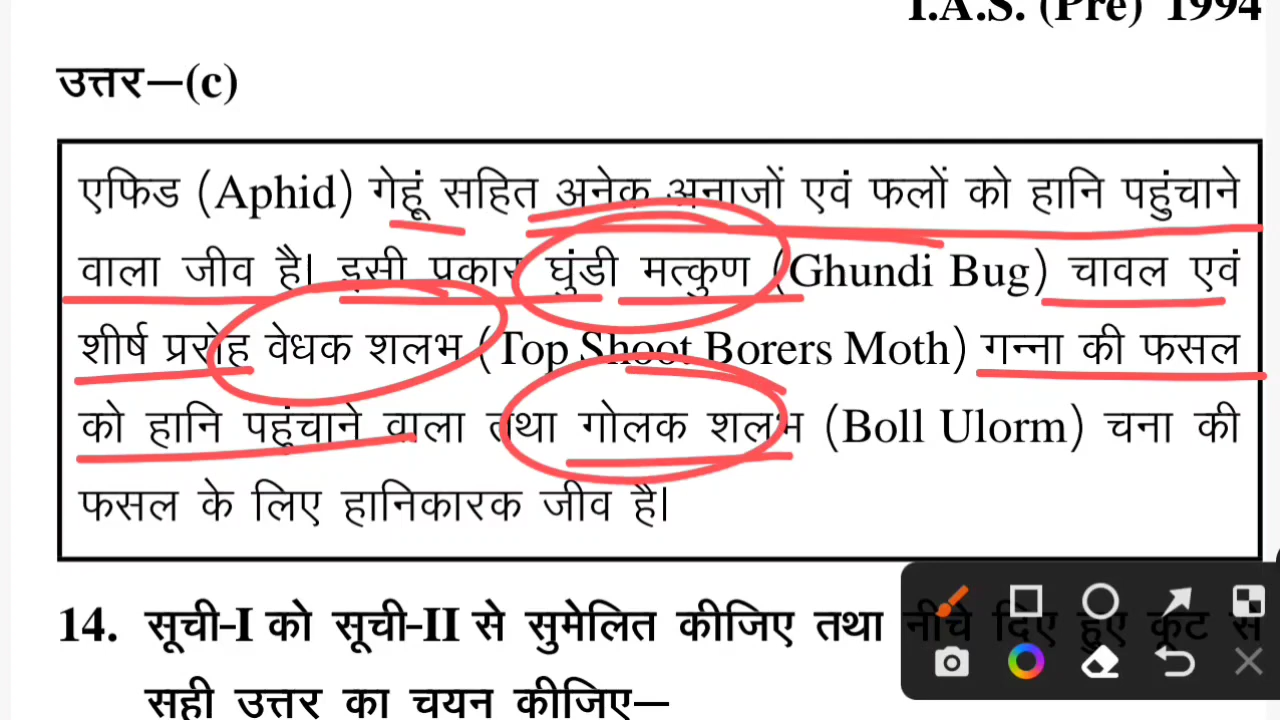 I.A.S. (Pre) 1994
उत्तर—(c)
एफिड (Aphid) गेहूं सहित अनेक अनाजों एवं फलों को हानि पहुंचाने
वाला जीव है। इसी प्रकार घुंडी मत्कुण (Ghundi Bug) चावल एवं
शीर्ष प्ररोह वेधक शलभ (Top Shoot Borers Moth) गन्ना की फसल
को हानि पहुंचाने वाला तथा गोलक शलभ (Boll Ulorm) चना की
फसल के लिए हानिकारक जीव है।
14. सूची-I को सूची-II से सुमेलित कीजिए तथा नीचे दिए हुए कूट से
सही उत्तर का चयन कीजिए—